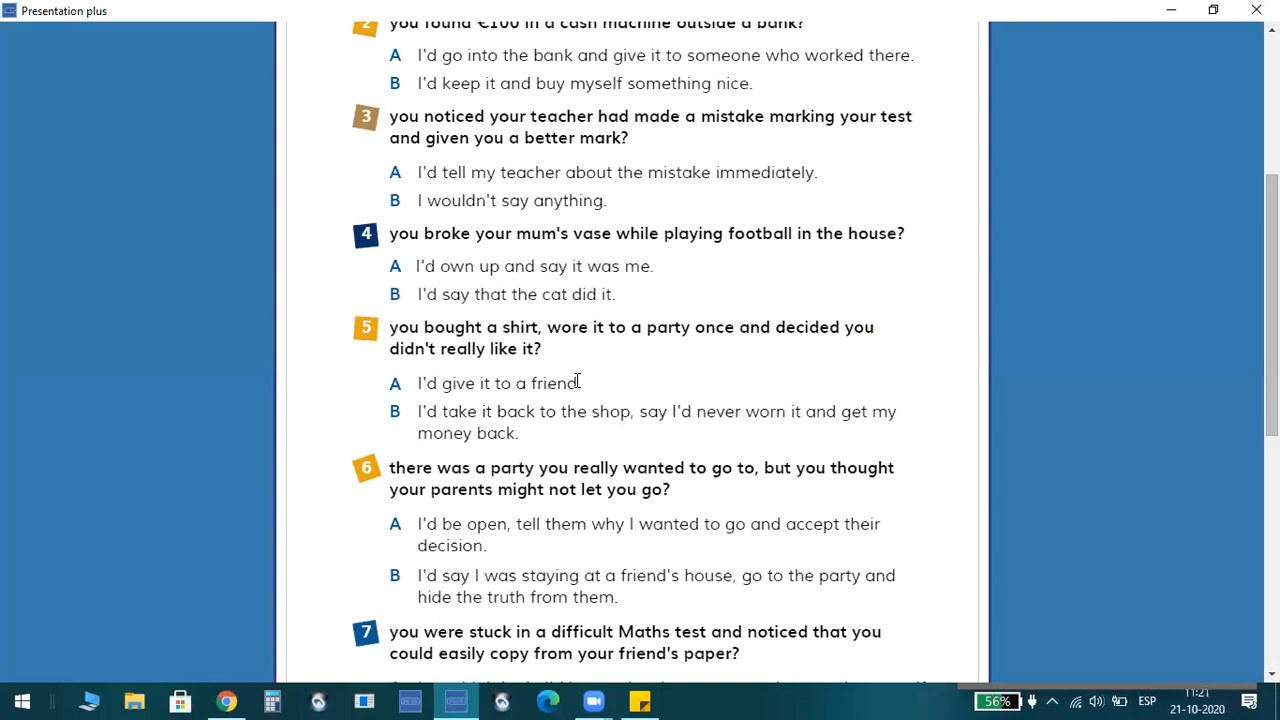 Presentation plus
2 you found €100 in a cash machine outside a bank?
A I'd go into the bank and give it to someone who worked there.
B I'd keep it and buy myself something nice.
3 you noticed your teacher had made a mistake marking your test
and given you a better mark?
A I'd tell my teacher about the mistake immediately.
B I wouldn't say anything.
4 you broke your mum's vase while playing football in the house?
A I'd own up and say it was me.
B I'd say that the cat did it.
5 you bought a shirt, wore it to a party once and decided you
didn't really like it?
A I'd give it to a friend
B I'd take it back to the shop, say I'd never worn it and get my
money back.
6 there was a party you really wanted to go to, but you thought
your parents might not let you go?
A I'd be open, tell them why I wanted to go and accept their
decision.
B I'd say I was staying at a friend's house, go to the party and
hide the truth from them.
7 you were stuck in a difficult Maths test and noticed that you
could easily copy from your friend's paper?
56%
ESP
11:21
21-10-2020